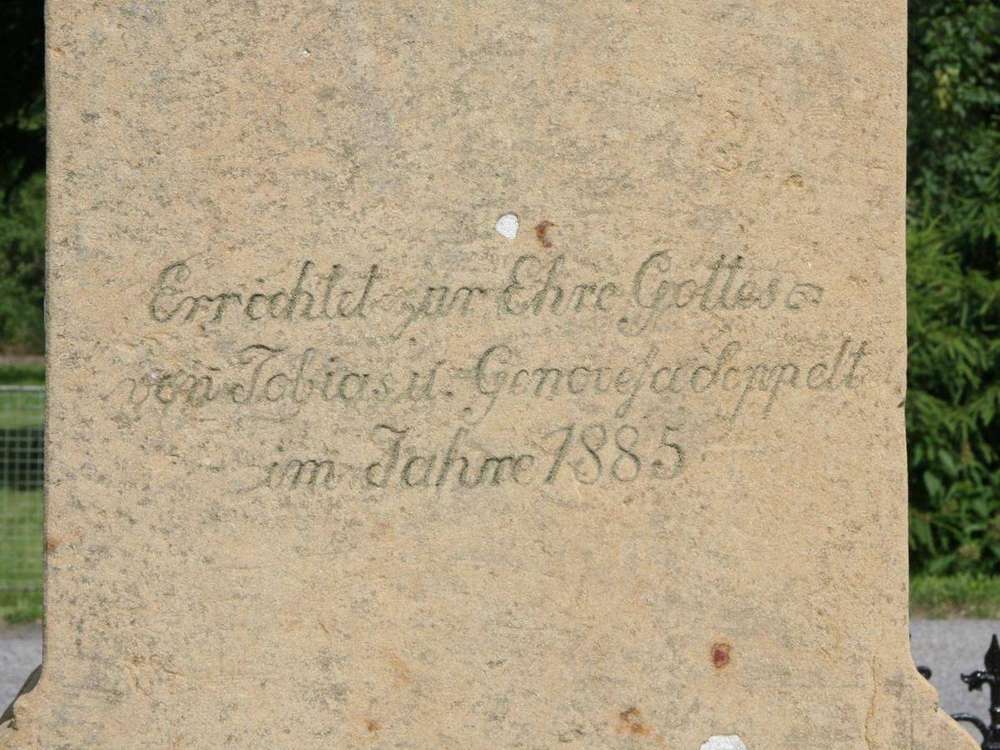 Errichtet zur Ehre Gottes
von Tobias u. Genovefa doppelt
im Jahre 1885